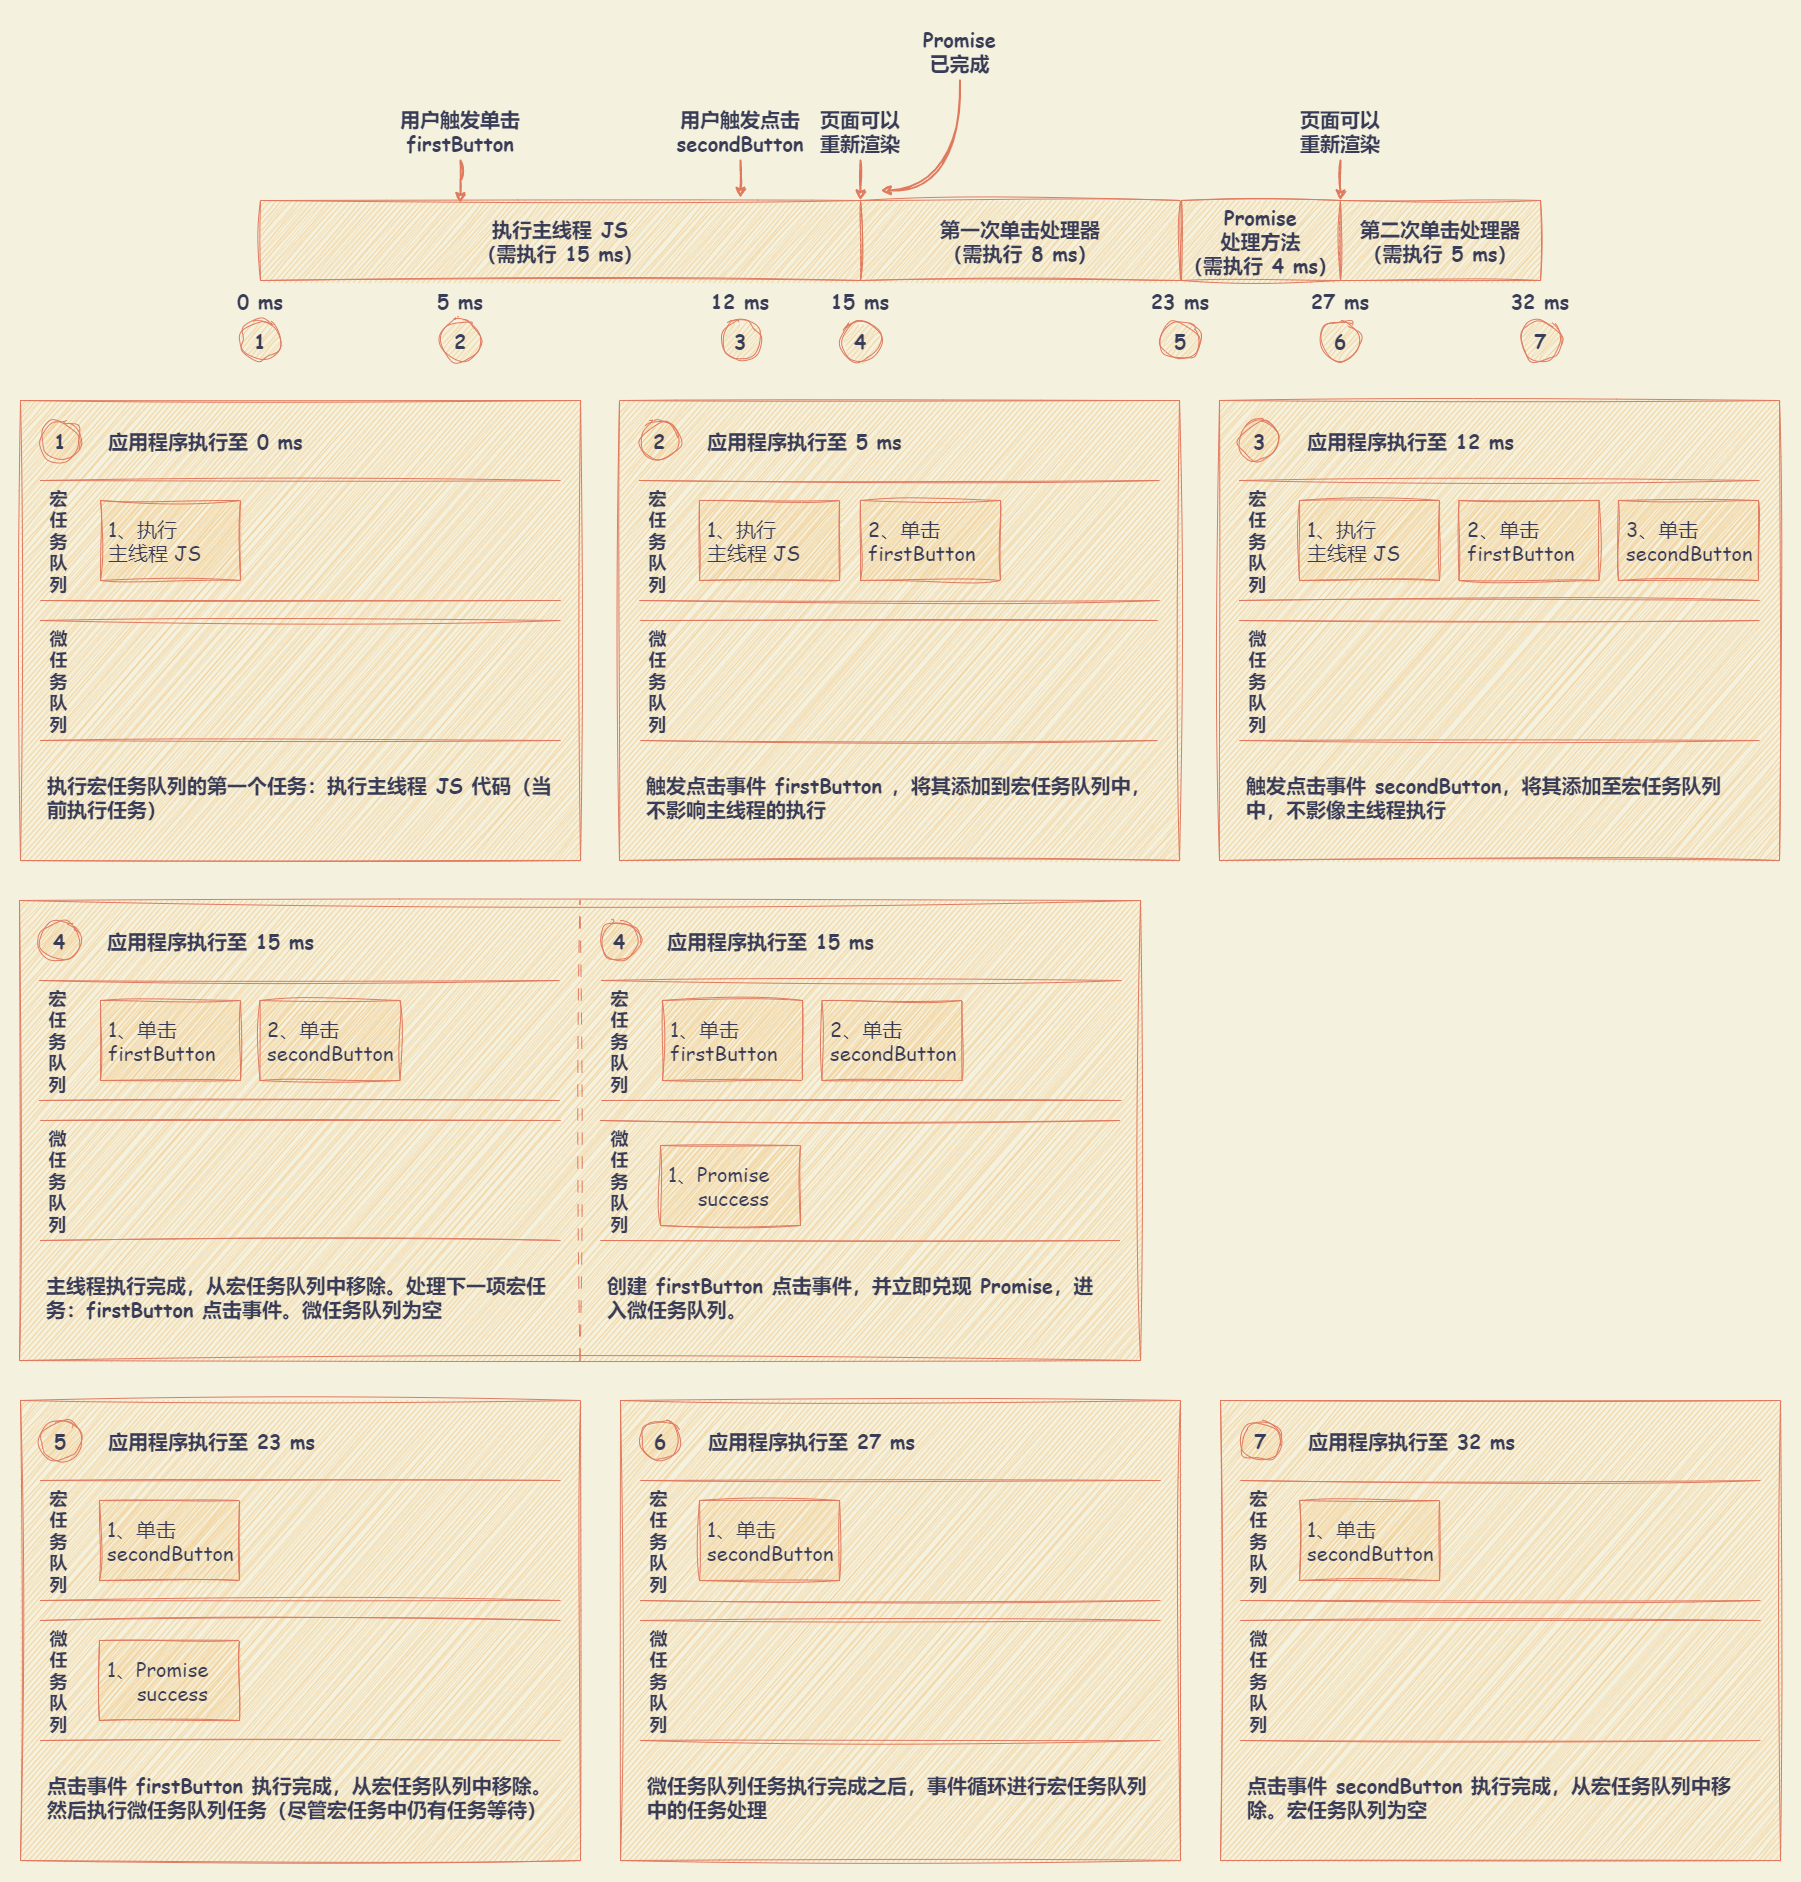 Promise
已完成
用户触发单击
firstButton
用户触发点击
secondButton
页面可以
重新渲染
页面可以
重新渲染
执行主线程 JS
(需执行 15 ms)
第一次单击处理器
(需执行 8 ms)
Promise
处理方法
(需执行 4 ms)
第二次单击处理器
(需执行 5 ms)
0 ms
5 ms
12 ms
15 ms
23 ms
27 ms
32 ms
1
2
3
4
5
6
7
1
应用程序执行至 0 ms
宏任务队列
1、执行
主线程 JS
微任务队列
执行宏任务队列的第一个任务：执行主线程 JS 代码（当
前执行任务）
2
应用程序执行至 5 ms
宏任务队列
1、执行
主线程 JS
2、单击
firstButton
微任务队列
触发点击事件 firstButton ，将其添加到宏任务队列中，
不影响主线程的执行
3
应用程序执行至 12 ms
宏任务队列
1、执行
主线程 JS
2、单击
firstButton
3、单击
secondButton
微任务队列
触发点击事件 secondButton，将其添加至宏任务队列
中，不影像主线程执行
4
应用程序执行至 15 ms
宏任务队列
1、单击
firstButton
2、单击
secondButton
微任务队列
主线程执行完成，从宏任务队列中移除。处理下一项宏任
务：firstButton 点击事件。微任务队列为空
4
应用程序执行至 15 ms
宏任务队列
1、单击
firstButton
2、单击
secondButton
微任务队列
1、Promise
success
创建 firstButton 点击事件，并立即兑现 Promise，进
入微任务队列。
5
应用程序执行至 23 ms
宏任务队列
1、单击
secondButton
微任务队列
1、Promise
success
点击事件 firstButton 执行完成，从宏任务队列中移除。
然后执行微任务队列任务（尽管宏任务中仍有任务等待）
6
应用程序执行至 27 ms
宏任务队列
1、单击
secondButton
微任务队列
微任务队列任务执行完成之后，事件循环进行宏任务队列
中的任务处理
7
应用程序执行至 32 ms
宏任务队列
1、单击
secondButton
微任务队列
点击事件 secondButton 执行完成，从宏任务队列中移
除。宏任务队列为空